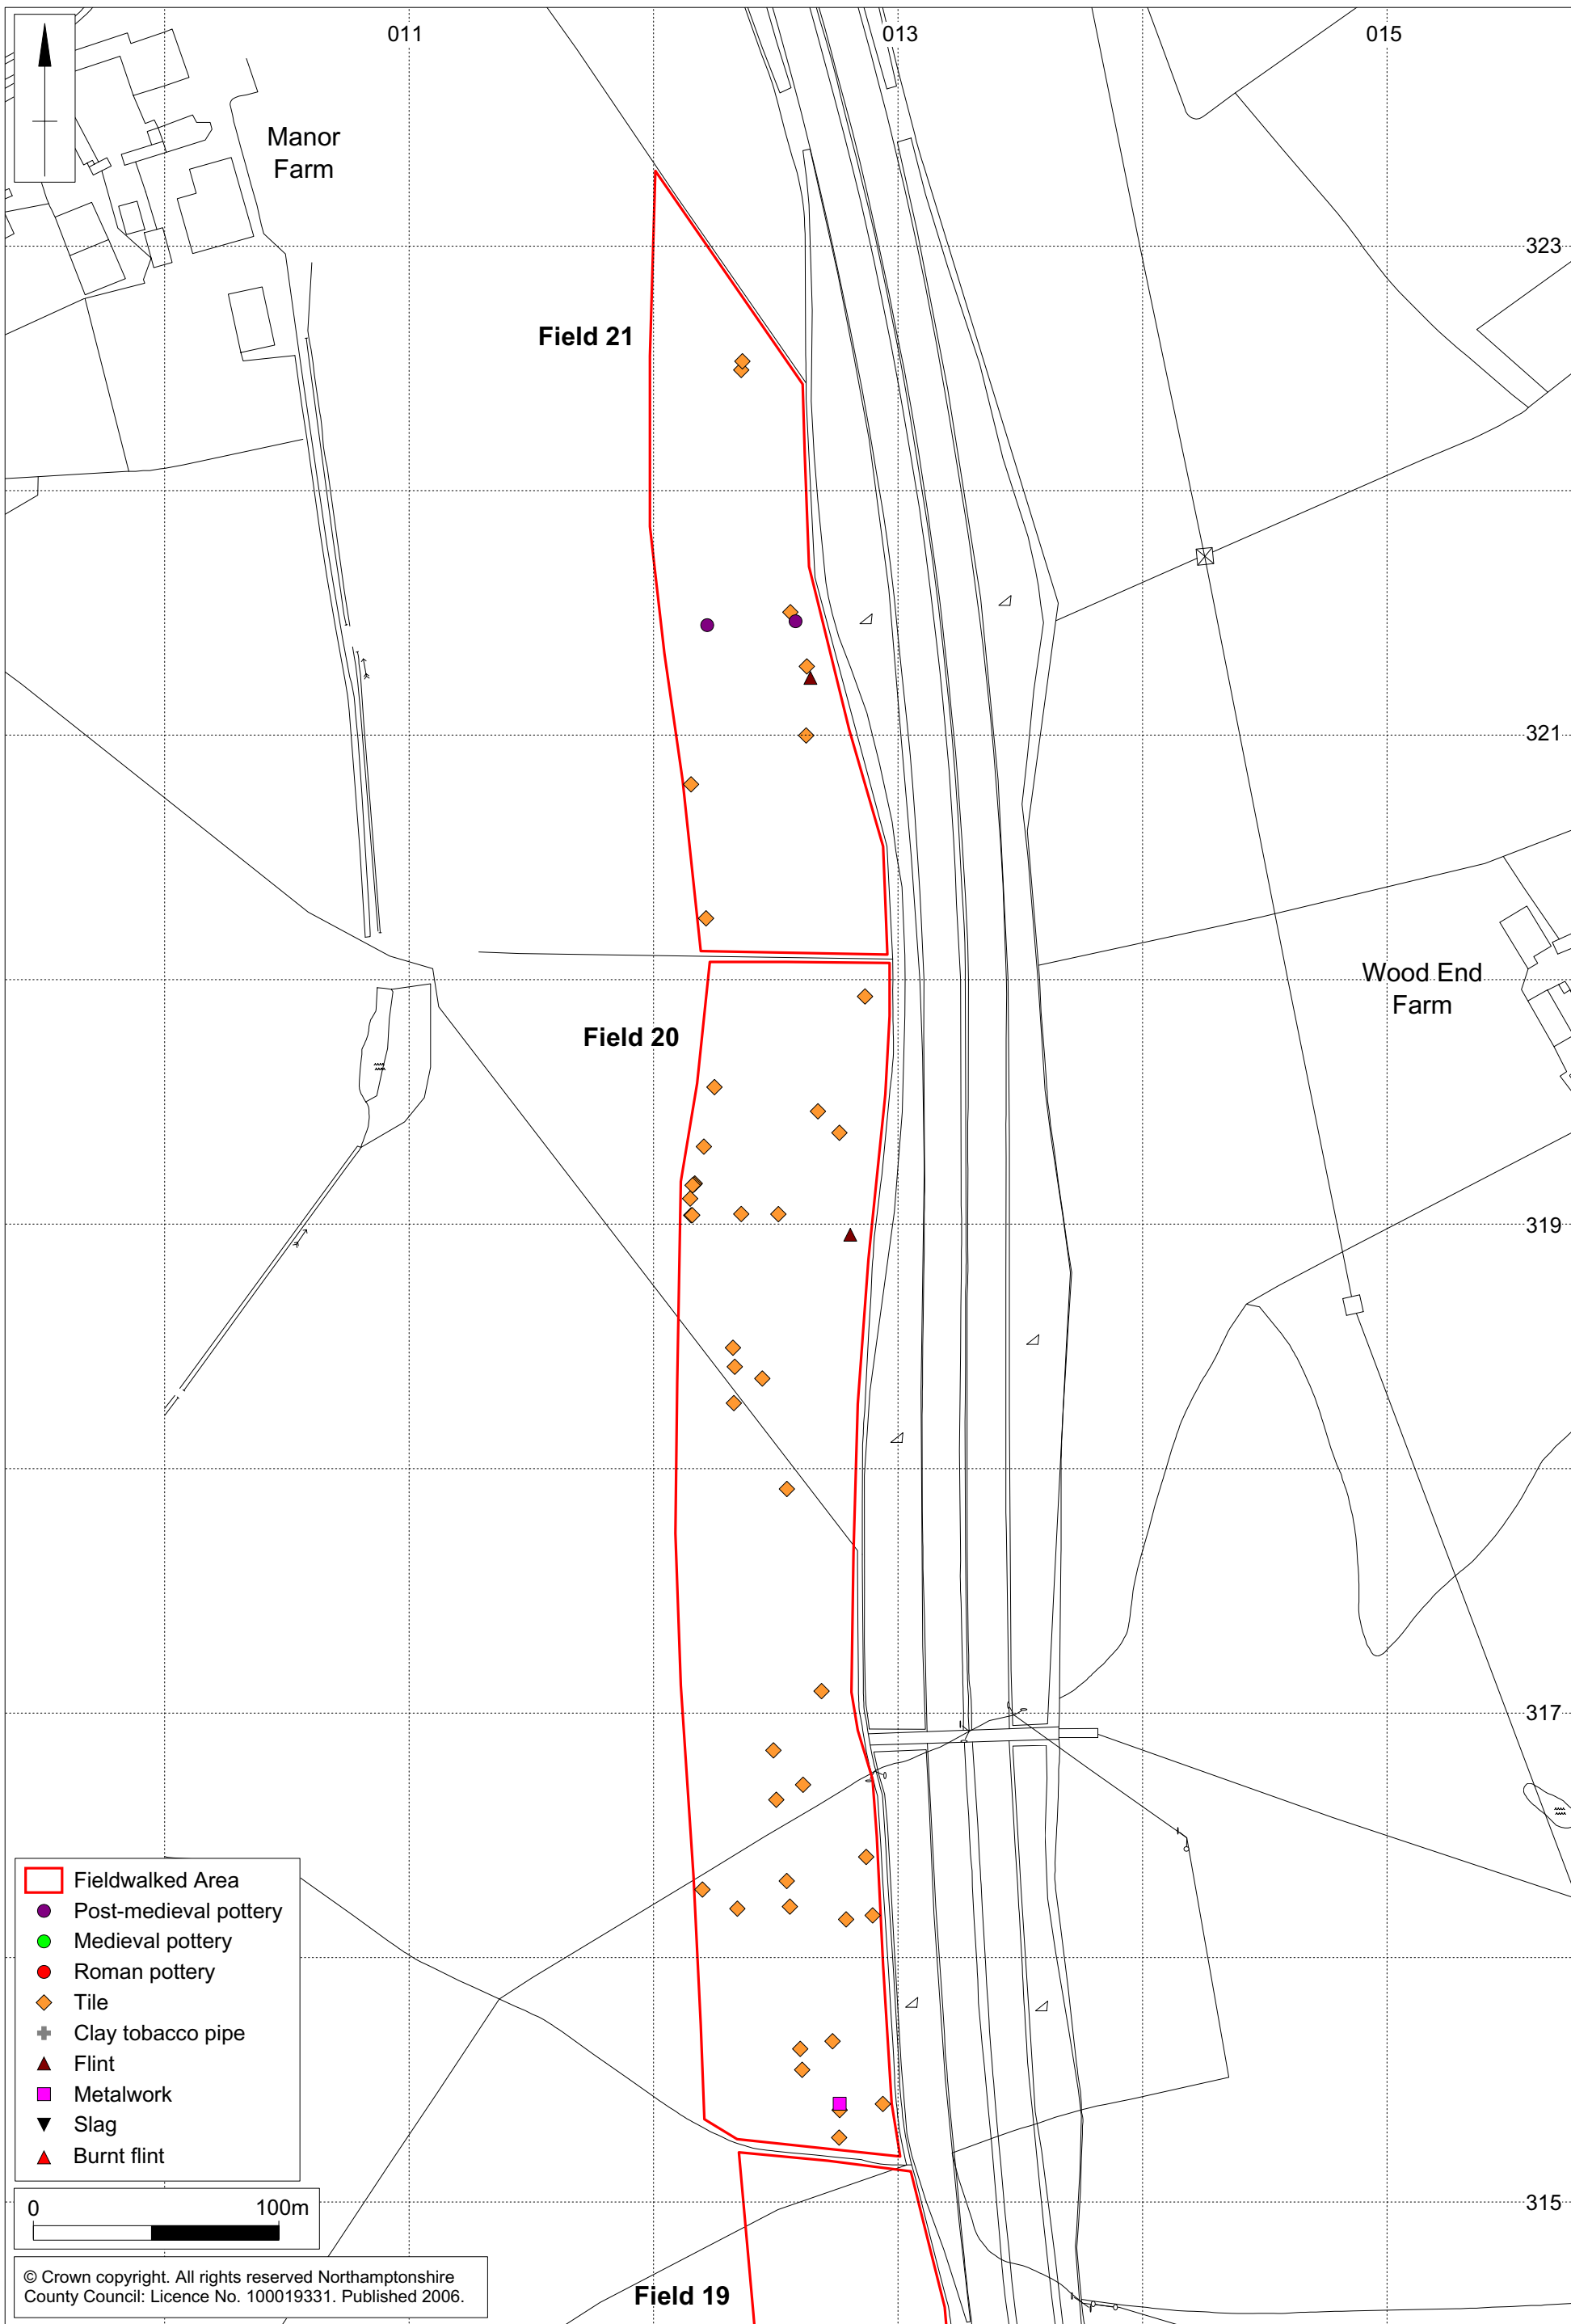 011
013
015
Manor
Farm
323
Field 21
321
Wood End
Farm
Field 20
319
317
Fieldwalked Area
Post-medieval pottery
Medieval pottery
Roman pottery
Tile
Clay tobacco pipe
Flint
Metalwork
Slag
Burnt flint
315
0
100m
© Crown copyright. All rights reserved Northamptonshire
County Council: Licence No. 100019331. Published 2006.
Field 19